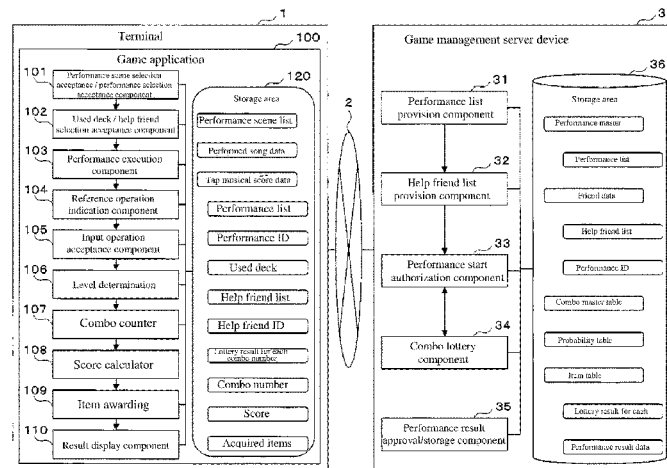 1
Terminal
100
Game application
101
Performance scene selection
acceptance / performance selection
acceptance component
102
Used deck / help friend
selection acceptance component
103
Performance execution
component
104
Reference operation
indication component
105
Input operation
acceptance component
106
Level determination
107
Combo counter
108
Score calculator
109
Item awarding
110
Result display component
120
Storage area
Performance scene list
Performed song data
Tap musical score data
Performance list
Performance ID
Used deck
Help friend list
Help friend ID
Lottery result for each
combo number
Combo number
Score
Acquired items
2
3
Game management server device
31
Performance list
provision component
32
Help friend list
provision component
33
Performance start
authorization component
34
Combo lottery
component
35
Performance result
approval/storage component
36
Storage area
Performance master
Performance list
Friend data
Help friend list
Performance ID
Combo master table
Probability table
Item table
Lottery result for each
Performance result data